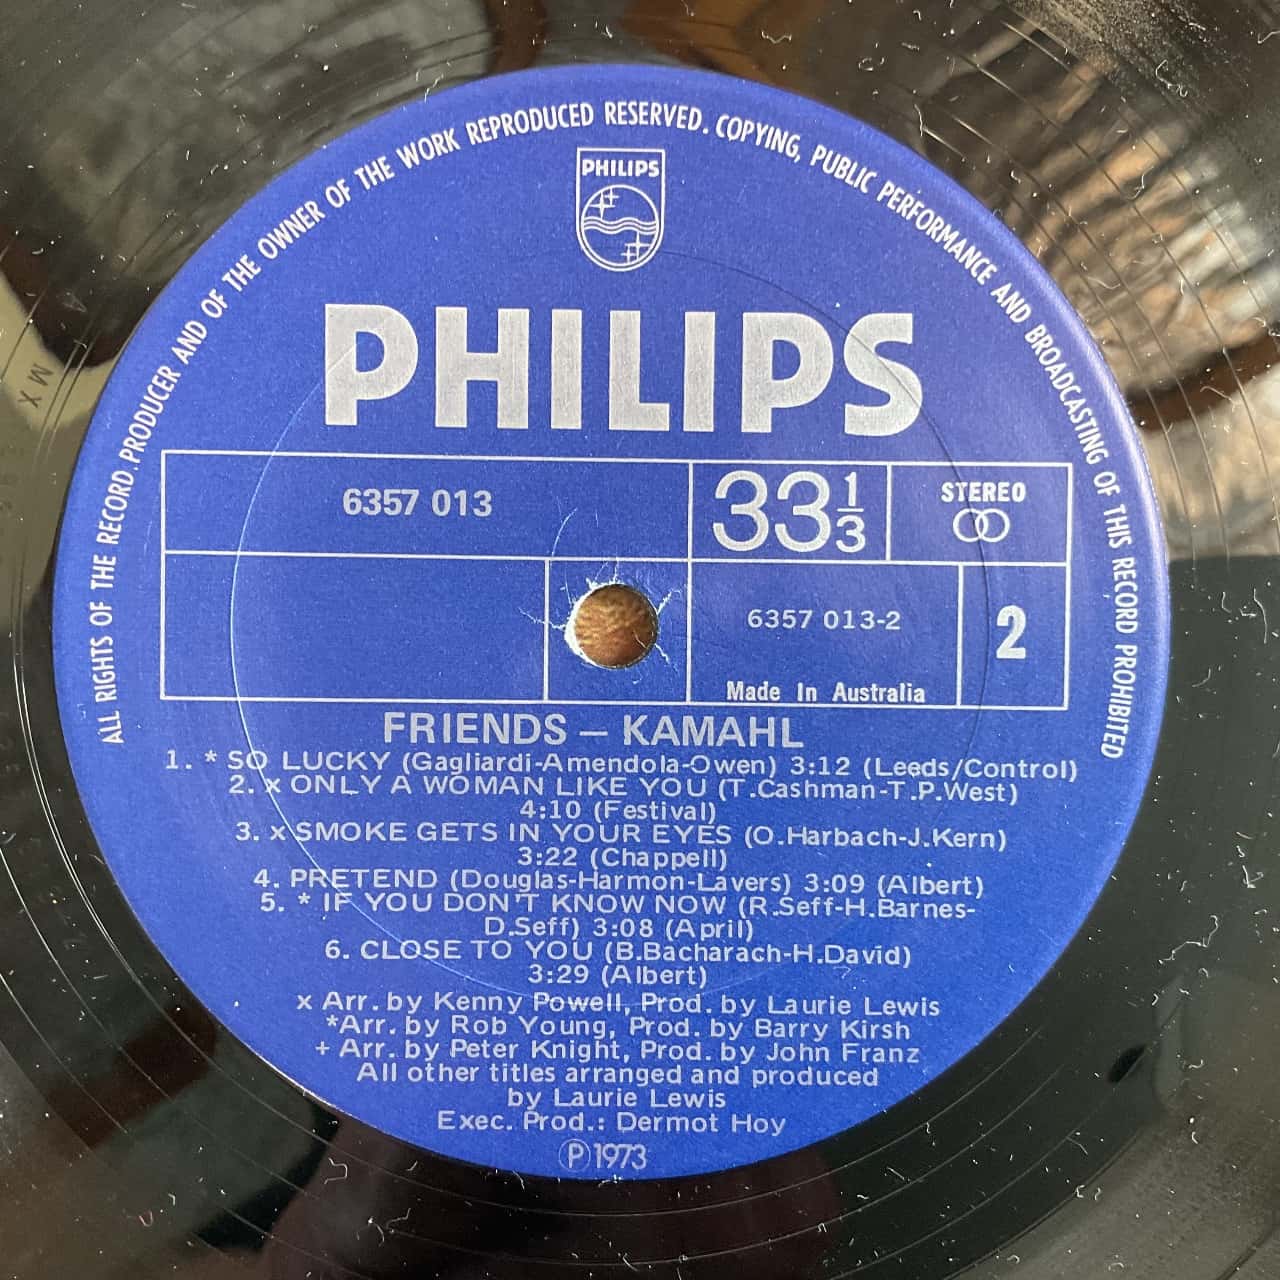 ALL RIGHTS OF THE RECORD PRODUCER AND OF THE OWNER OF THE WORK REPRODUCED RESERVED. COPYING, PUBLIC PERFORMANCE AND BROADCASTING OF THIS RECORD PROHIBITED
PHILIPS
PHILIPS
6357 013
33 1/3
STEREO
6357 013-2
2
Made In Australia
FRIENDS – KAMAHL
1. * SO LUCKY (Gagliardi-Amendola-Owen) 3:12 (Leeds/Control)
2. x ONLY A WOMAN LIKE YOU (T.Cashman-T.P.West)
4:10 (Festival)
3. x SMOKE GETS IN YOUR EYES (O.Harbach-J.Kern)
3:22 (Chappell)
4. PRETEND (Douglas-Harmon-Lavers) 3:09 (Albert)
5. * IF YOU DON'T KNOW NOW (R.Seff-H.Barnes-
D.Seff) 3:08 (April)
6. CLOSE TO YOU (B.Bacharach-H.David)
3:29 (Albert)
x Arr. by Kenny Powell, Prod. by Laurie Lewis
*Arr. by Rob Young, Prod. by Barry Kirsh
+ Arr. by Peter Knight, Prod. by John Franz
All other titles arranged and produced
by Laurie Lewis
Exec. Prod.: Dermot Hoy
Ⓟ 1973
MX